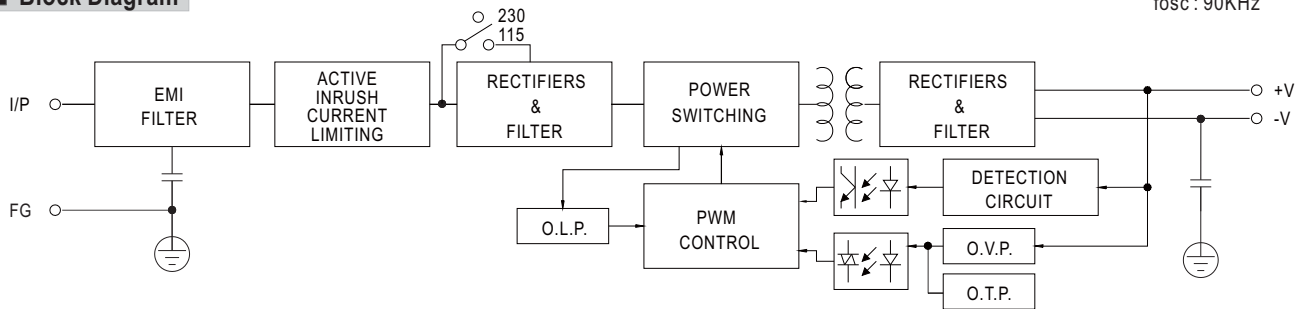 Block Diagram
fosc : 90KHz
230
115
I/P
EMI
FILTER
ACTIVE
INRUSH
CURRENT
LIMITING
RECTIFIERS
&
FILTER
POWER
SWITCHING
RECTIFIERS
&
FILTER
+V
-V
FG
O.L.P.
PWM
CONTROL
DETECTION
CIRCUIT
O.V.P.
O.T.P.